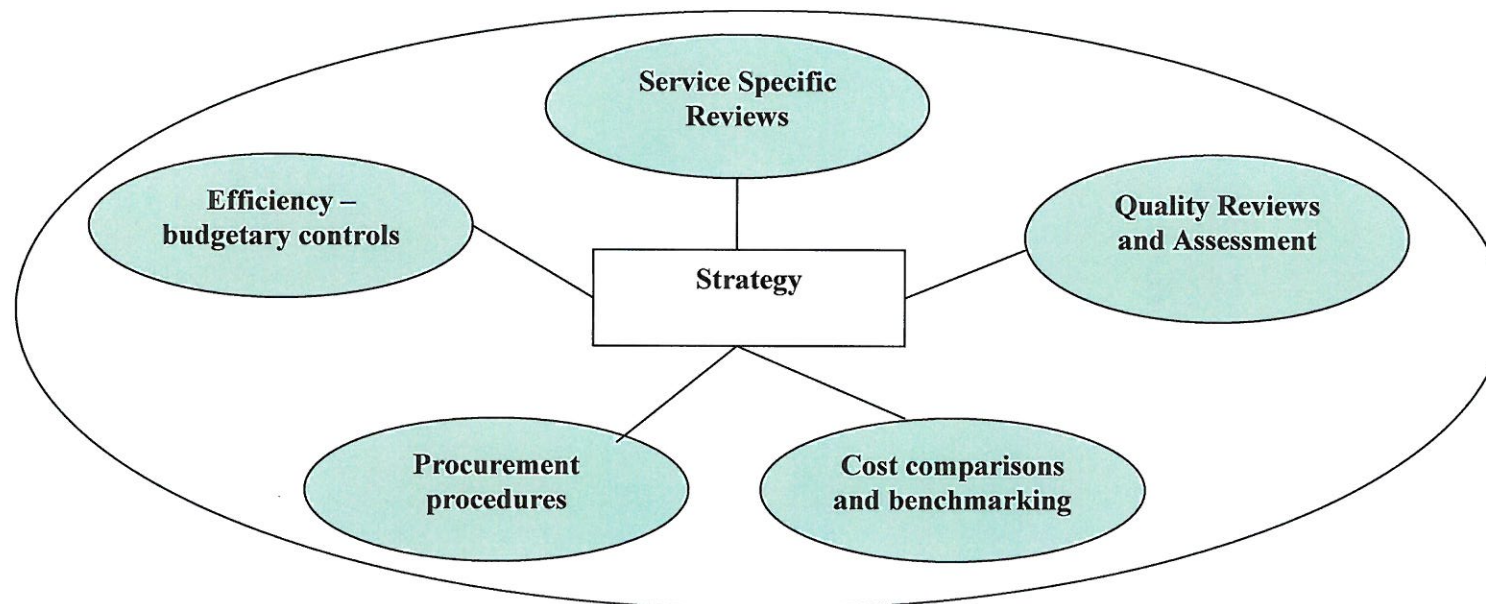 Service Specific
Reviews
Efficiency –
budgetary controls
Quality Reviews
and Assessment
Strategy
Procurement
procedures
Cost comparisons
and benchmarking